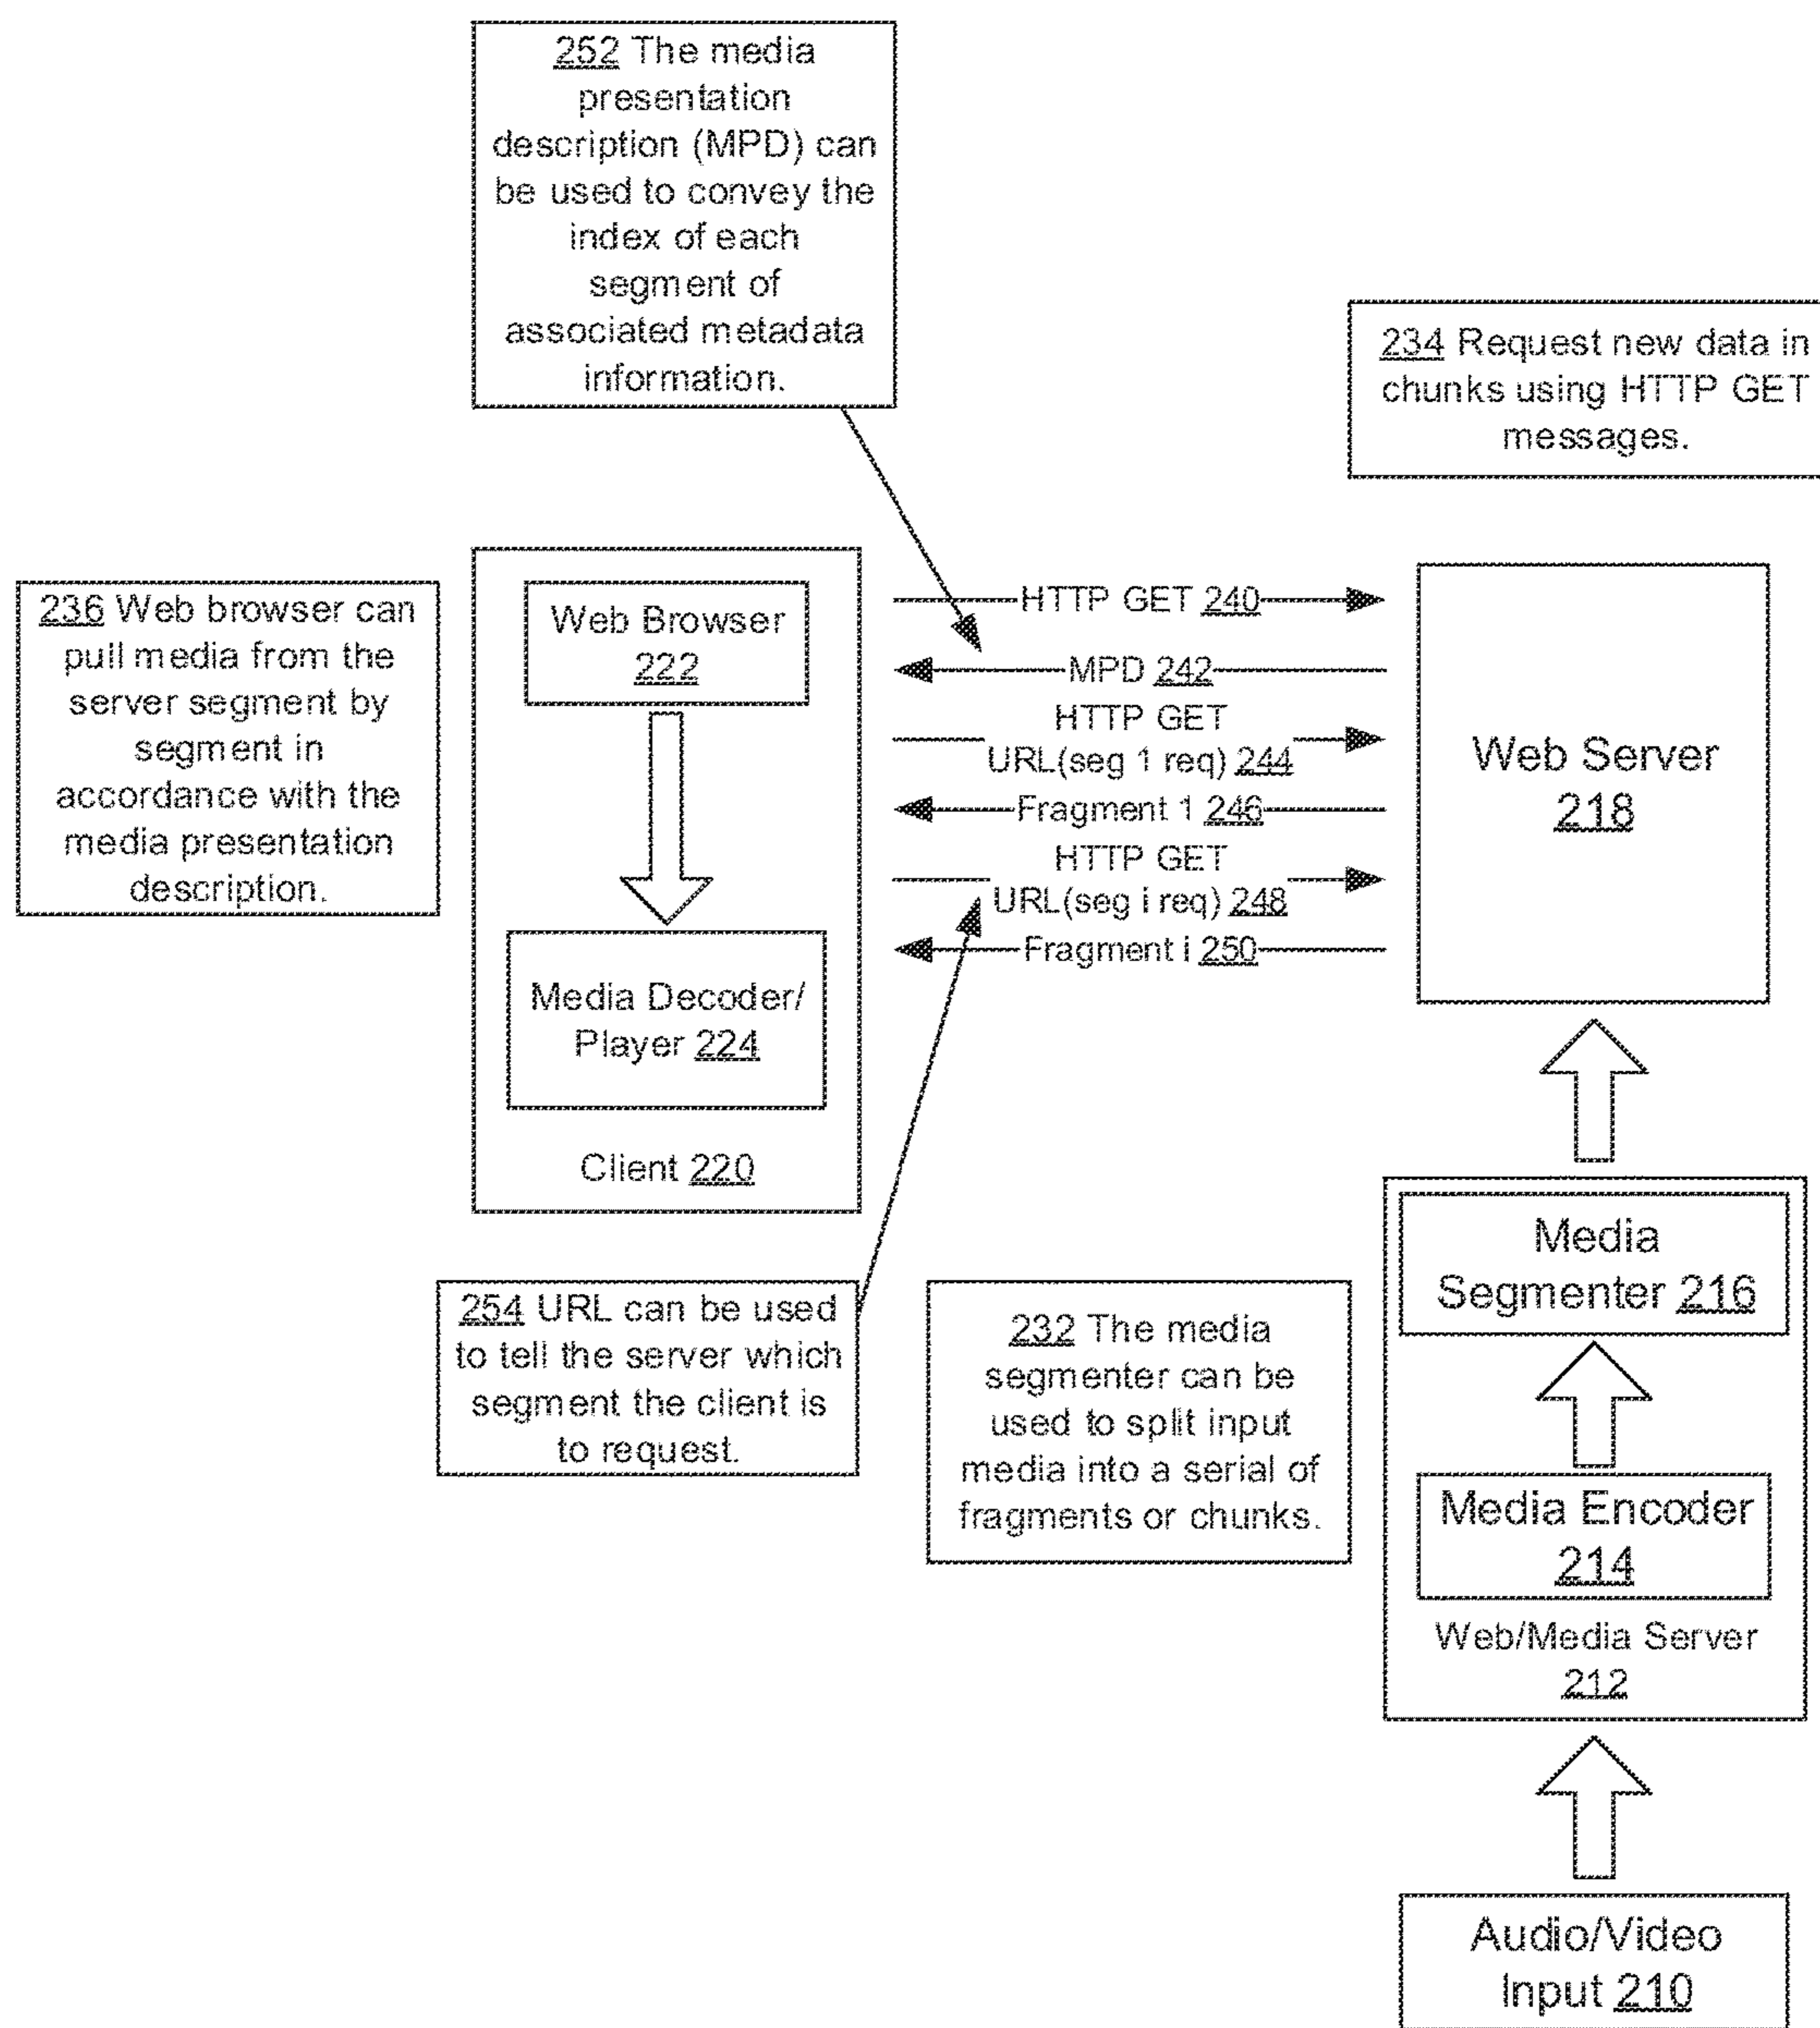 252 The media
presentation
description (MPD) can
be used to convey the
index of each
segment of
associated metadata
information.
234 Request new data in
chunks using HTTP GET
messages.
236 Web browser can
pull media from the
server segment by
segment in
accordance with the
media presentation
description.
Web Browser
222
Media Decoder/
Player 224
Client 220
HTTP GET 240
MPD 242
HTTP GET
URL(seg 1 req) 244
Fragment 1 246
HTTP GET
URL(seg i req) 248
Fragment i 250
Web Server
218
254 URL can be used
to tell the server which
segment the client is
to request.
232 The media
segmenter can be
used to split input
media into a serial of
fragments or chunks.
Media
Segmenter 216
Media Encoder
214
Web/Media Server
212
Audio/Video
Input 210